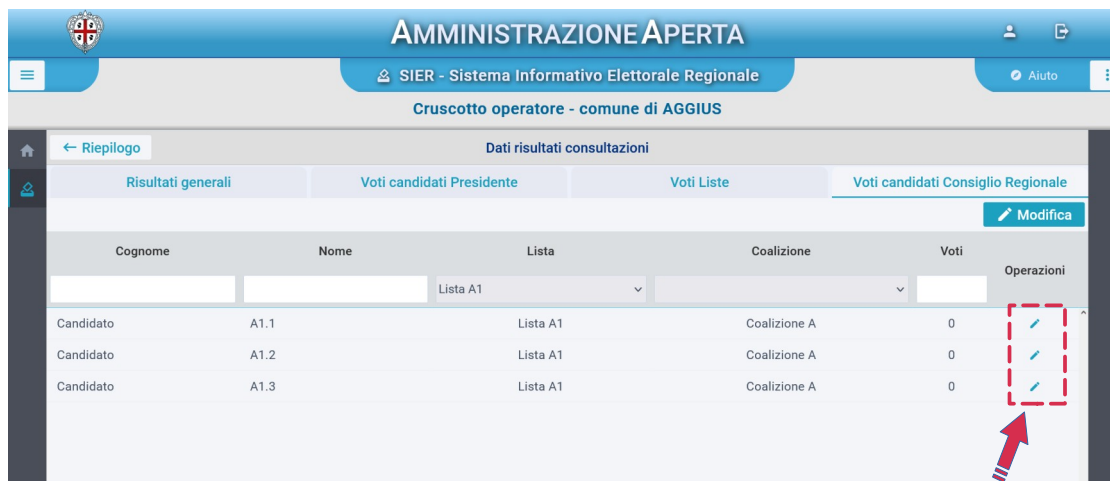 AMMINISTRAZIONE APERTA
SIER - Sistema Informativo Elettorale Regionale
Aiuto
Cruscotto operatore - comune di AGGIUS
← Riepilogo
Dati risultati consultazioni
Risultati generali Voti candidati Presidente Voti Liste Voti candidati Consiglio Regionale
Modifica
Cognome Nome Lista Coalizione Voti Operazioni
Lista A1
Candidato A1.1 Lista A1 Coalizione A 0
Candidato A1.2 Lista A1 Coalizione A 0
Candidato A1.3 Lista A1 Coalizione A 0